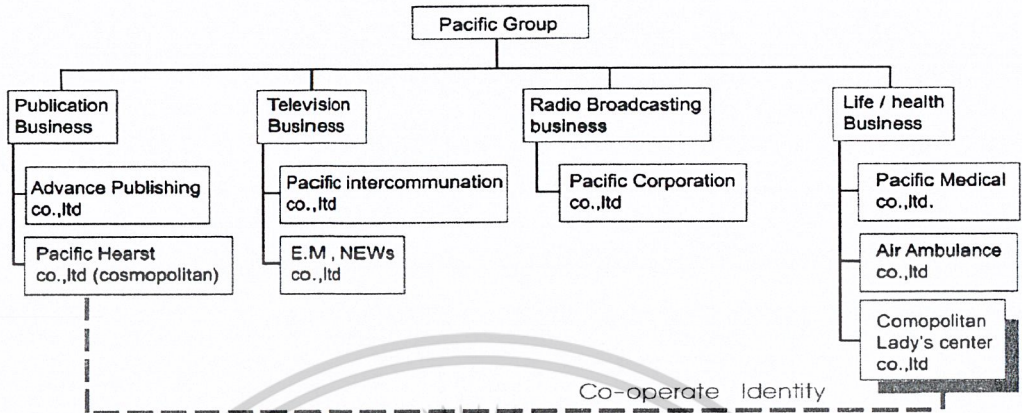 Pacific Group
Publication
Business
Television
Business
Radio Broadcasting
business
Life / health
Business
Advance Publishing
co.,ltd
Pacific Hearst
co.,ltd (cosmopolitan)
Pacific intercommunation
co.,ltd
E.M , NEWs
co.,ltd
Pacific Corporation
co.,ltd
Pacific Medical
co.,ltd.
Air Ambulance
co.,ltd
Comopolitan
Lady's center
co.,ltd
Co-operate Identity